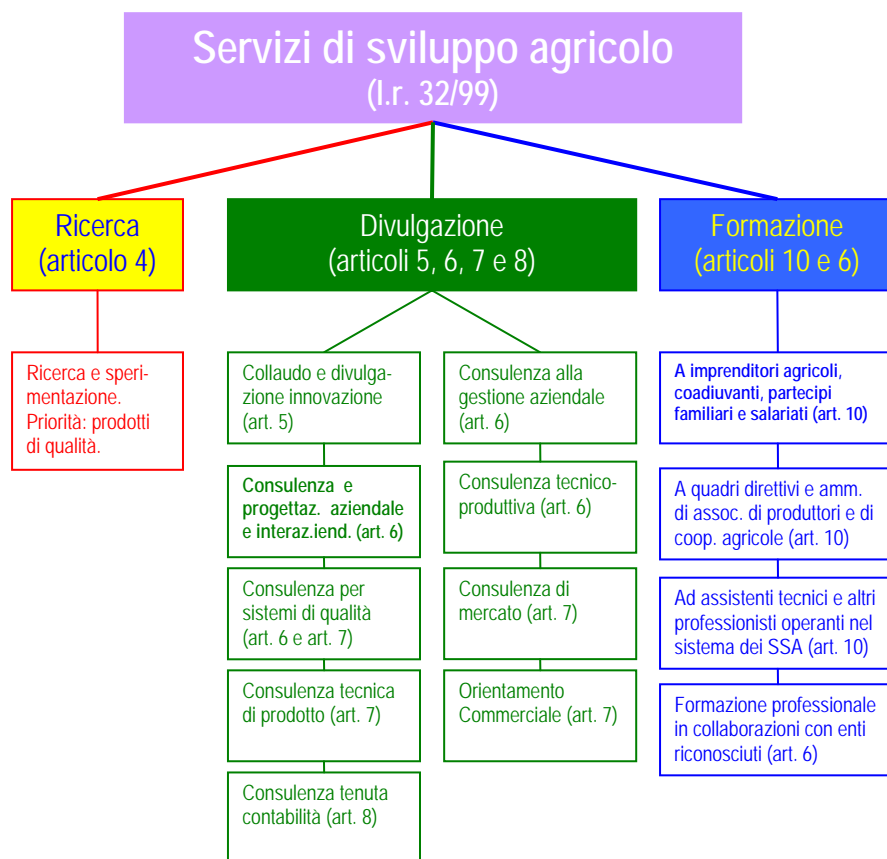 Servizi di sviluppo agricolo
(l.r. 32/99)
Ricerca
(articolo 4)
Divulgazione
(articoli 5, 6, 7 e 8)
Formazione
(articoli 10 e 6)
Ricerca e speri-
mentazione.
Priorità: prodotti
di qualità.
Collaudo e divulga-
zione innovazione
(art. 5)
Consulenza e
progettaz. aziendale
e interaz.iend. (art. 6)
Consulenza per
sistemi di qualità
(art. 6 e art. 7)
Consulenza tecnica
di prodotto (art. 7)
Consulenza tenuta
contabilità (art. 8)
Consulenza alla
gestione aziendale
(art. 6)
Consulenza tecnico-
produttiva (art. 6)
Consulenza di
mercato (art. 7)
Orientamento
Commerciale (art. 7)
A imprenditori agricoli,
coadiuvanti, partecipi
familiari e salariati (art. 10)
A quadri direttivi e amm.
di assoc. di produttori e di
coop. agricole (art. 10)
Ad assistenti tecnici e altri
professionisti operanti nel
sistema dei SSA (art. 10)
Formazione professionale
in collaborazioni con enti
riconosciuti (art. 6)